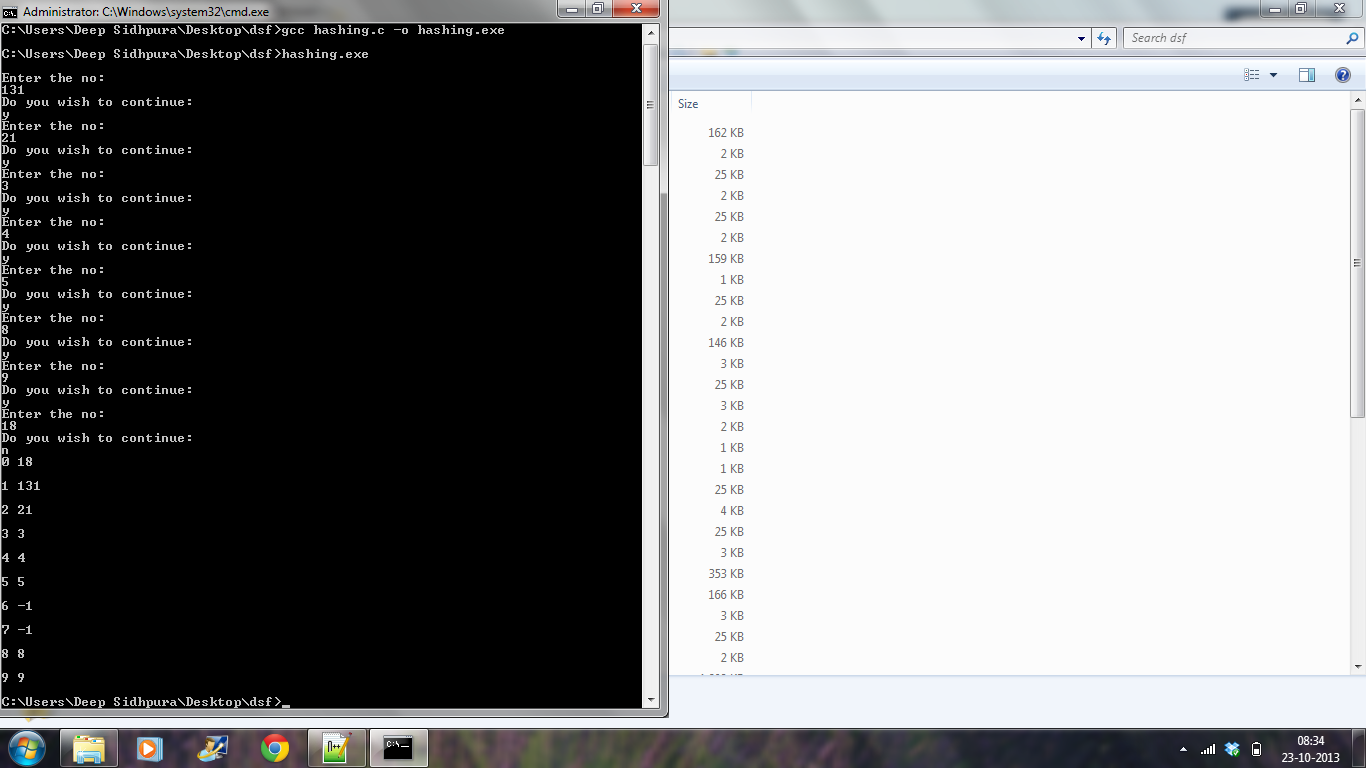 Administrator: C:\Windows\system32\cmd.exe
C:\Users\Deep Sidhpura\Desktop\dsf>gcc hashing.c -o hashing.exe
C:\Users\Deep Sidhpura\Desktop\dsf>hashing.exe
Enter the no:
131
Do you wish to continue:
y
Enter the no:
21
Do you wish to continue:
y
Enter the no:
3
Do you wish to continue:
y
Enter the no:
4
Do you wish to continue:
y
Enter the no:
5
Do you wish to continue:
y
Enter the no:
8
Do you wish to continue:
y
Enter the no:
9
Do you wish to continue:
y
Enter the no:
18
Do you wish to continue:
n
0 18
1 131
2 21
3 3
4 4
5 5
6 -1
7 -1
8 8
9 9
C:\Users\Deep Sidhpura\Desktop\dsf>_
Search dsf
Size
162 KB
2 KB
25 KB
2 KB
25 KB
2 KB
159 KB
1 KB
25 KB
2 KB
146 KB
3 KB
25 KB
3 KB
2 KB
1 KB
1 KB
25 KB
4 KB
25 KB
3 KB
353 KB
166 KB
3 KB
25 KB
2 KB
08:34
23-10-2013